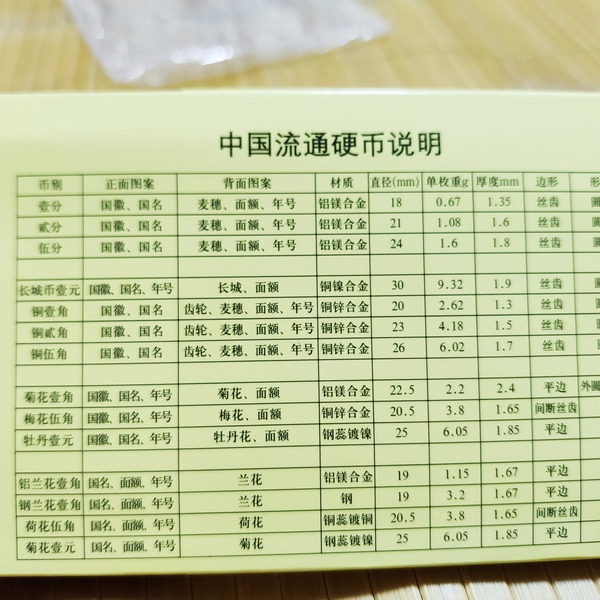 中国流通硬币说明
币别 正面图案 背面图案 材质 直径(mm) 单枚重g 厚度mm 边形 形
壹分 国徽、国名 麦穗、面额、年号 铝镁合金 18 0.67 1.35 丝齿 圆
贰分 国徽、国名 麦穗、面额、年号 铝镁合金 21 1.08 1.6 丝齿 圆
伍分 国徽、国名 麦穗、面额、年号 铝镁合金 24 1.6 1.8 丝齿 圆
长城币壹元 国徽、国名、年号 长城、面额 铜镍合金 30 9.32 1.9 丝齿
铜壹角 国徽、国名 齿轮、麦穗、面额、年号 铜锌合金 20 2.62 1.3 丝齿
铜贰角 国徽、国名 齿轮、麦穗、面额、年号 铜锌合金 23 4.18 1.5 丝齿
铜伍角 国徽、国名 齿轮、麦穗、面额、年号 铜锌合金 26 6.02 1.7 丝齿
菊花壹角 国徽、国名、年号 菊花、面额 铝镁合金 22.5 2.2 2.4 平边 外圆
梅花伍角 国徽、国名、年号 梅花、面额 铜锌合金 20.5 3.8 1.65 间断丝齿
牡丹壹元 国徽、国名、年号 牡丹花、面额 钢蕊镀镍 25 6.05 1.85 平边
铝兰花壹角 国名、面额、年号 兰花 铝镁合金 19 1.15 1.67 平边
钢兰花壹角 国名、面额、年号 兰花 钢 19 3.2 1.67 平边
荷花伍角 国名、面额、年号 荷花 钢蕊镀铜 20.5 3.8 1.65 间断丝齿
菊花壹元 国名、面额、年号 菊花 钢蕊镀镍 25 6.05 1.85 平边